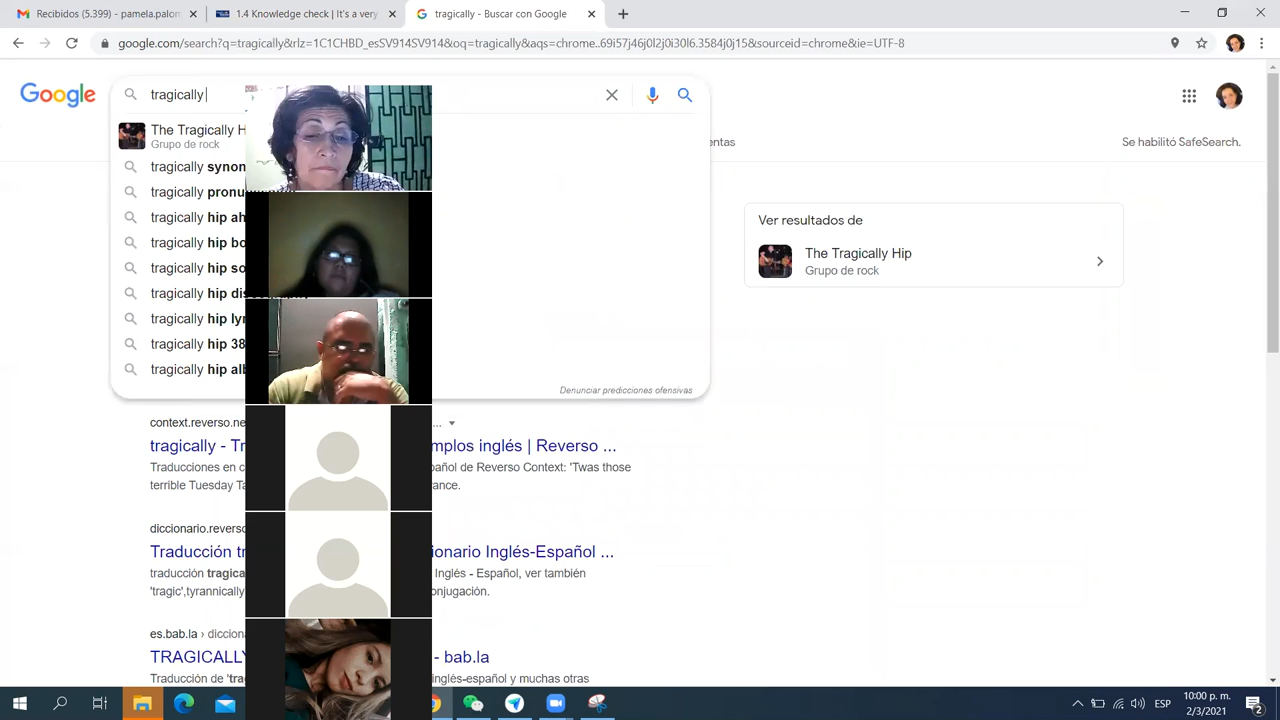 Recibidos (5.399) - pamela.palom
1.4 Knowledge check | It's a very
tragically - Buscar con Google
google.com/search?q=tragically&rlz=1C1CHBD_esSV914SV914&oq=tragically&aqs=chrome..69i57j46j0l2j0i30l6.3584j0j15&sourceid=chrome&ie=UTF-8
Google
tragically
The Tragically H
Grupo de rock
entas
Se habilitó SafeSearch.
tragically synon
tragically pronu
tragically hip ah
tragically hip bo
tragically hip so
tragically hip dis
tragically hip lyr
tragically hip 38
tragically hip alb
Denunciar predicciones ofensivas
Ver resultados de
The Tragically Hip
Grupo de rock
context.reverso.ne ...
tragically - Tr mplos inglés | Reverso ...
Traducciones en c pañol de Reverso Context: 'Twas those
terrible Tuesday Ta ance.
diccionario.revers
Traducción tr ionario Inglés-Español ...
traducción tragica Inglés - Español, ver también
'tragic',tyrannically onjugación.
es.bab.la › diccion
TRAGICALLY - bab.la
Traducción de 'tra inglés-español y muchas otras
ESP
10:00 p. m.
2/3/2021
2